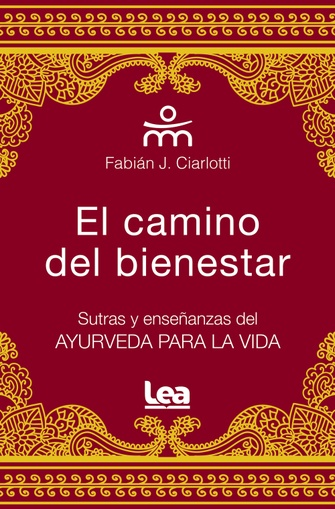 Fabián J. Ciarlotti
El camino
del bienestar
Sutras y enseñanzas del
AYURVEDA PARA LA VIDA
Lea